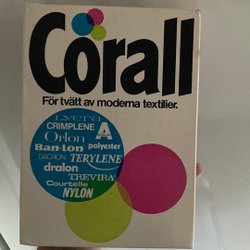 Corall
För tvätt av moderna textilier.
Lycra
CRIMPLENE
Orlon
A
Ban-Lon polyester
DACRON TERYLENE
dralon
TREVIRA
Courtelle
NYLON